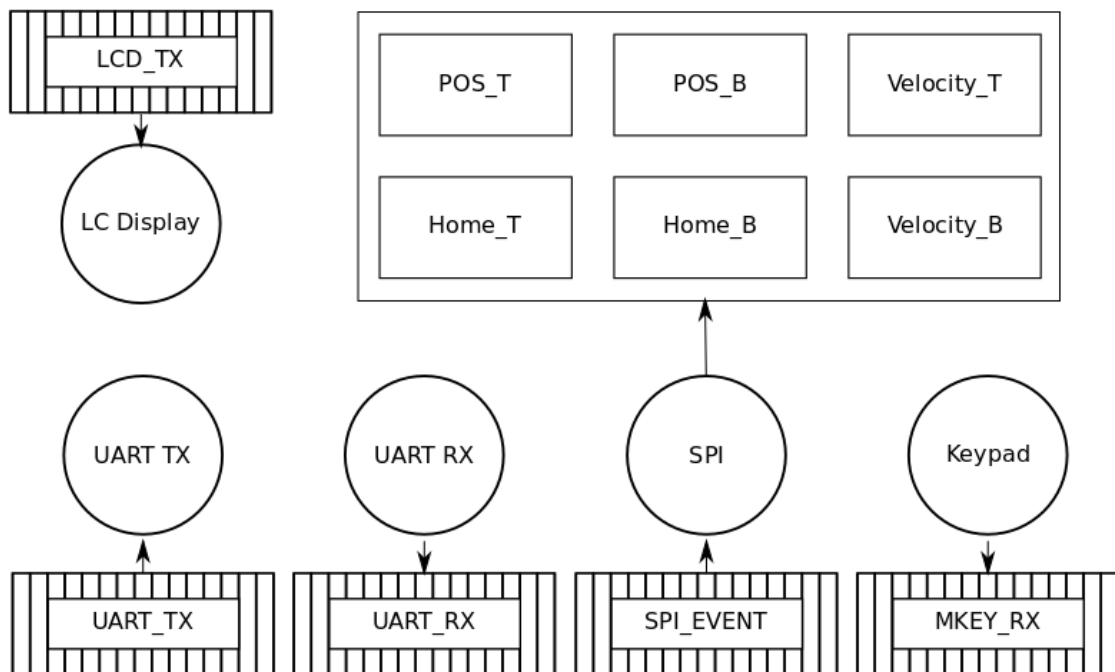 LCD_TX
POS_T
POS_B
Velocity_T
LC Display
Home_T
Home_B
Velocity_B
UART TX
UART RX
SPI
Keypad
UART_TX
UART_RX
SPI_EVENT
MKEY_RX